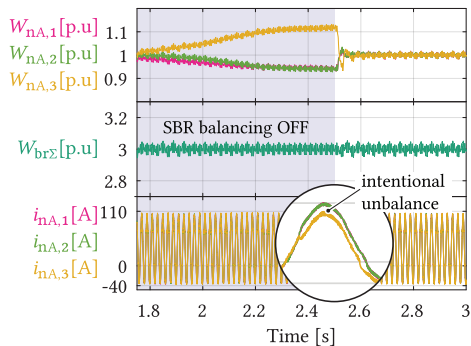 W_nA,1 [p.u]
W_nA,2 [p.u]
W_nA,3 [p.u]
1.1
1
0.9
SBR balancing OFF
W_brΣ [p.u]
3.2
3
2.8
intentional
unbalance
i_nA,1 [A]
i_nA,2 [A]
i_nA,3 [A]
110
0
-40
1.8 2 2.2 2.4 2.6 2.8 3
Time [s]